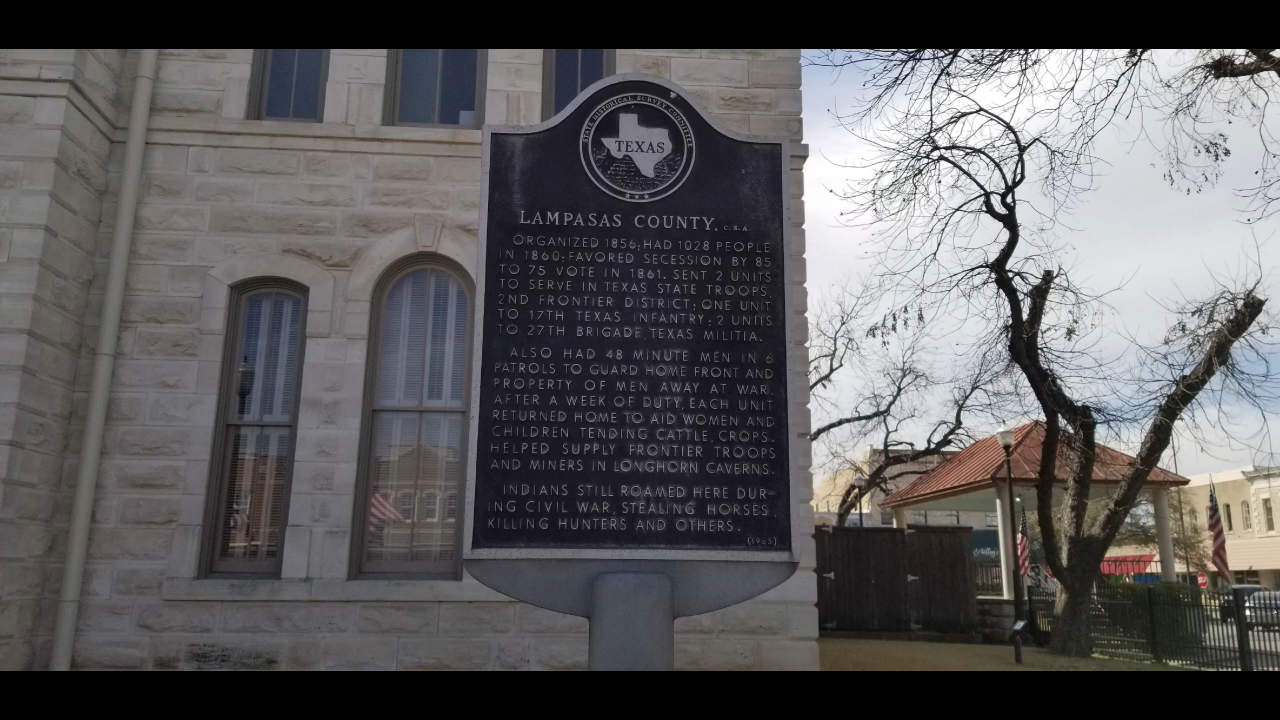 STATE HISTORICAL SURVEY COMMITTEE
TEXAS
LAMPASAS COUNTY, C.S.A.
ORGANIZED 1856; HAD 1028 PEOPLE
IN 1860; FAVORED SECESSION BY 85
TO 75 VOTE IN 1861. SENT 2 UNITS
TO SERVE IN TEXAS STATE TROOPS,
2ND FRONTIER DISTRICT; ONE UNIT
TO 17TH TEXAS INFANTRY; 2 UNITS
TO 27TH BRIGADE, TEXAS MILITIA.
ALSO HAD 48 MINUTE MEN IN 6
PATROLS TO GUARD HOME FRONT AND
PROPERTY OF MEN AWAY AT WAR.
AFTER A WEEK OF DUTY, EACH UNIT
RETURNED HOME TO AID WOMEN AND
CHILDREN TENDING CATTLE, CROPS.
HELPED SUPPLY FRONTIER TROOPS
AND MINERS IN LONGHORN CAVERNS.
INDIANS STILL ROAMED HERE DUR-
ING CIVIL WAR, STEALING HORSES,
KILLING HUNTERS AND OTHERS.
(1965)